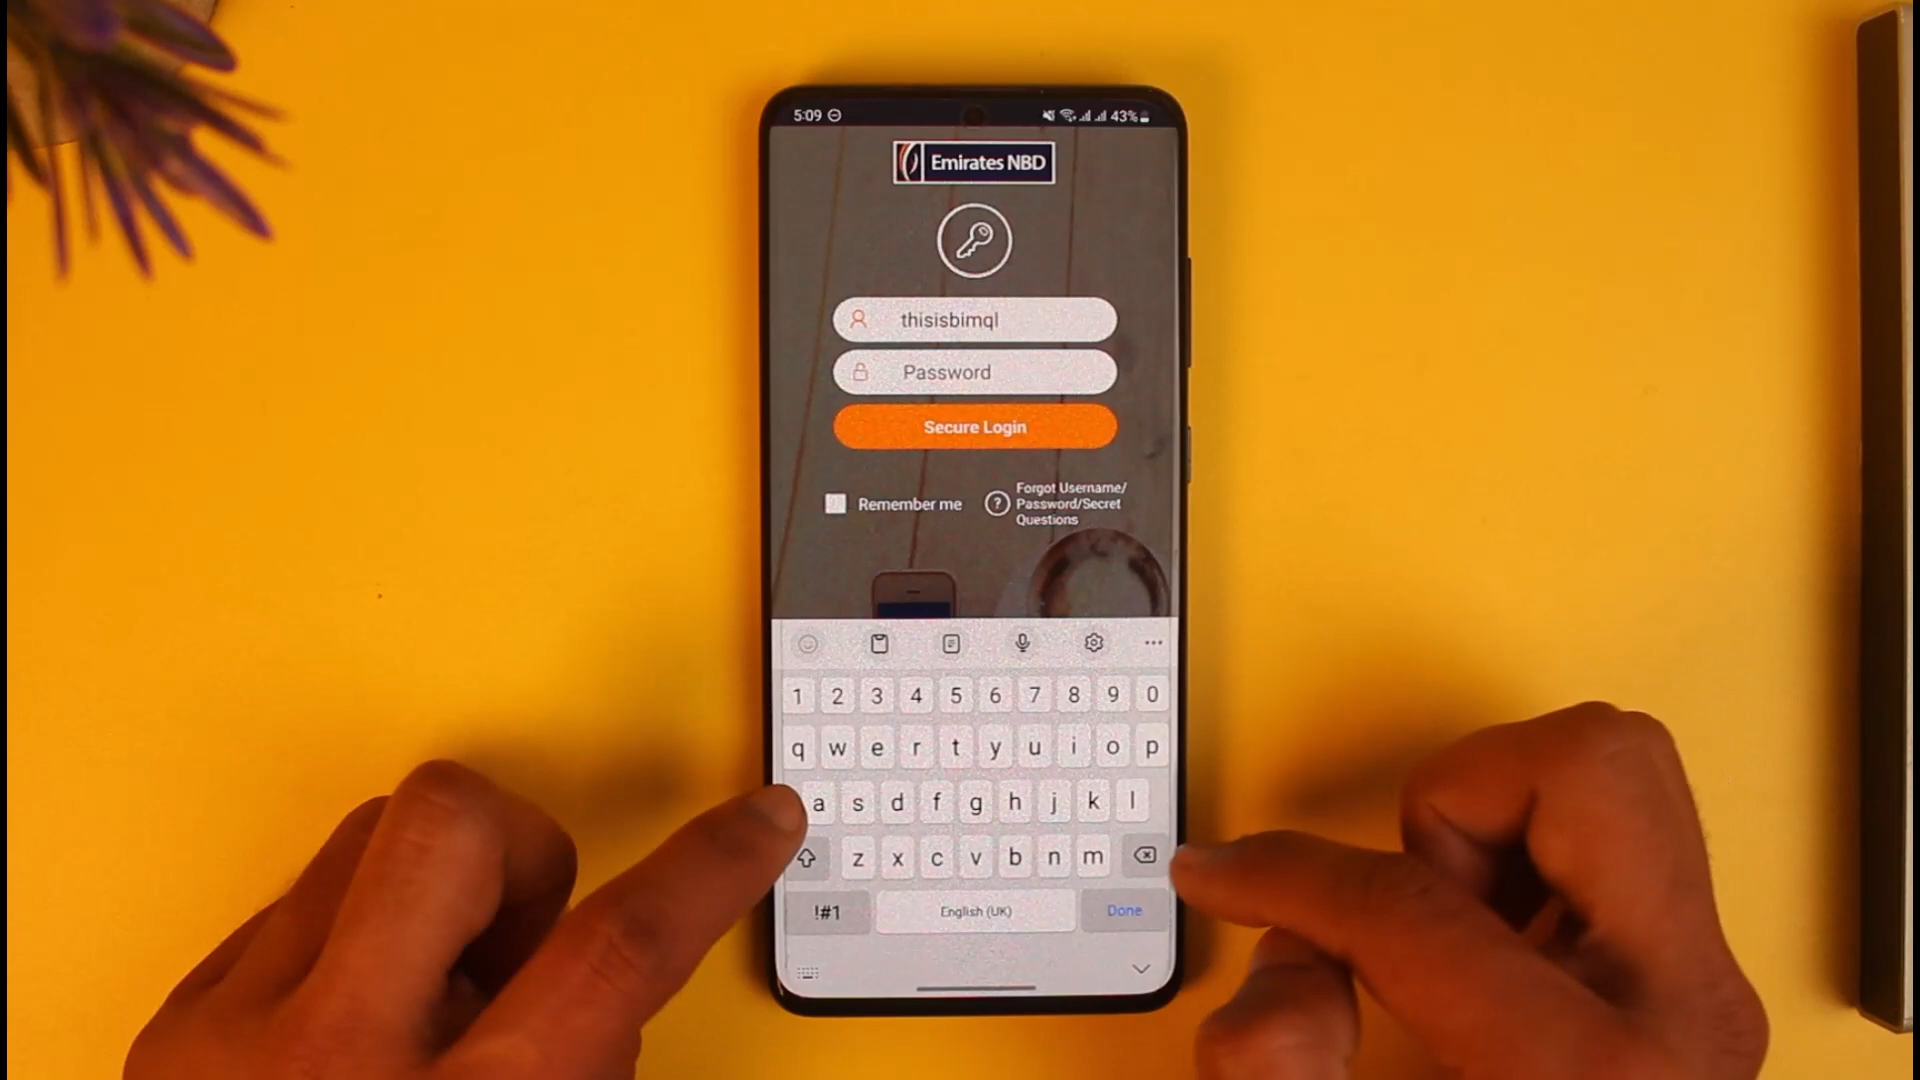 5:09
43%
Emirates NBD
thisisbimql
Password
Secure Login
Remember me
?
Forgot Username/
Password/Secret
Questions
1 2 3 4 5 6 7 8 9 0
q w e r t y u i o p
a s d f g h j k l
z x c v b n m
!#1
English (UK)
Done